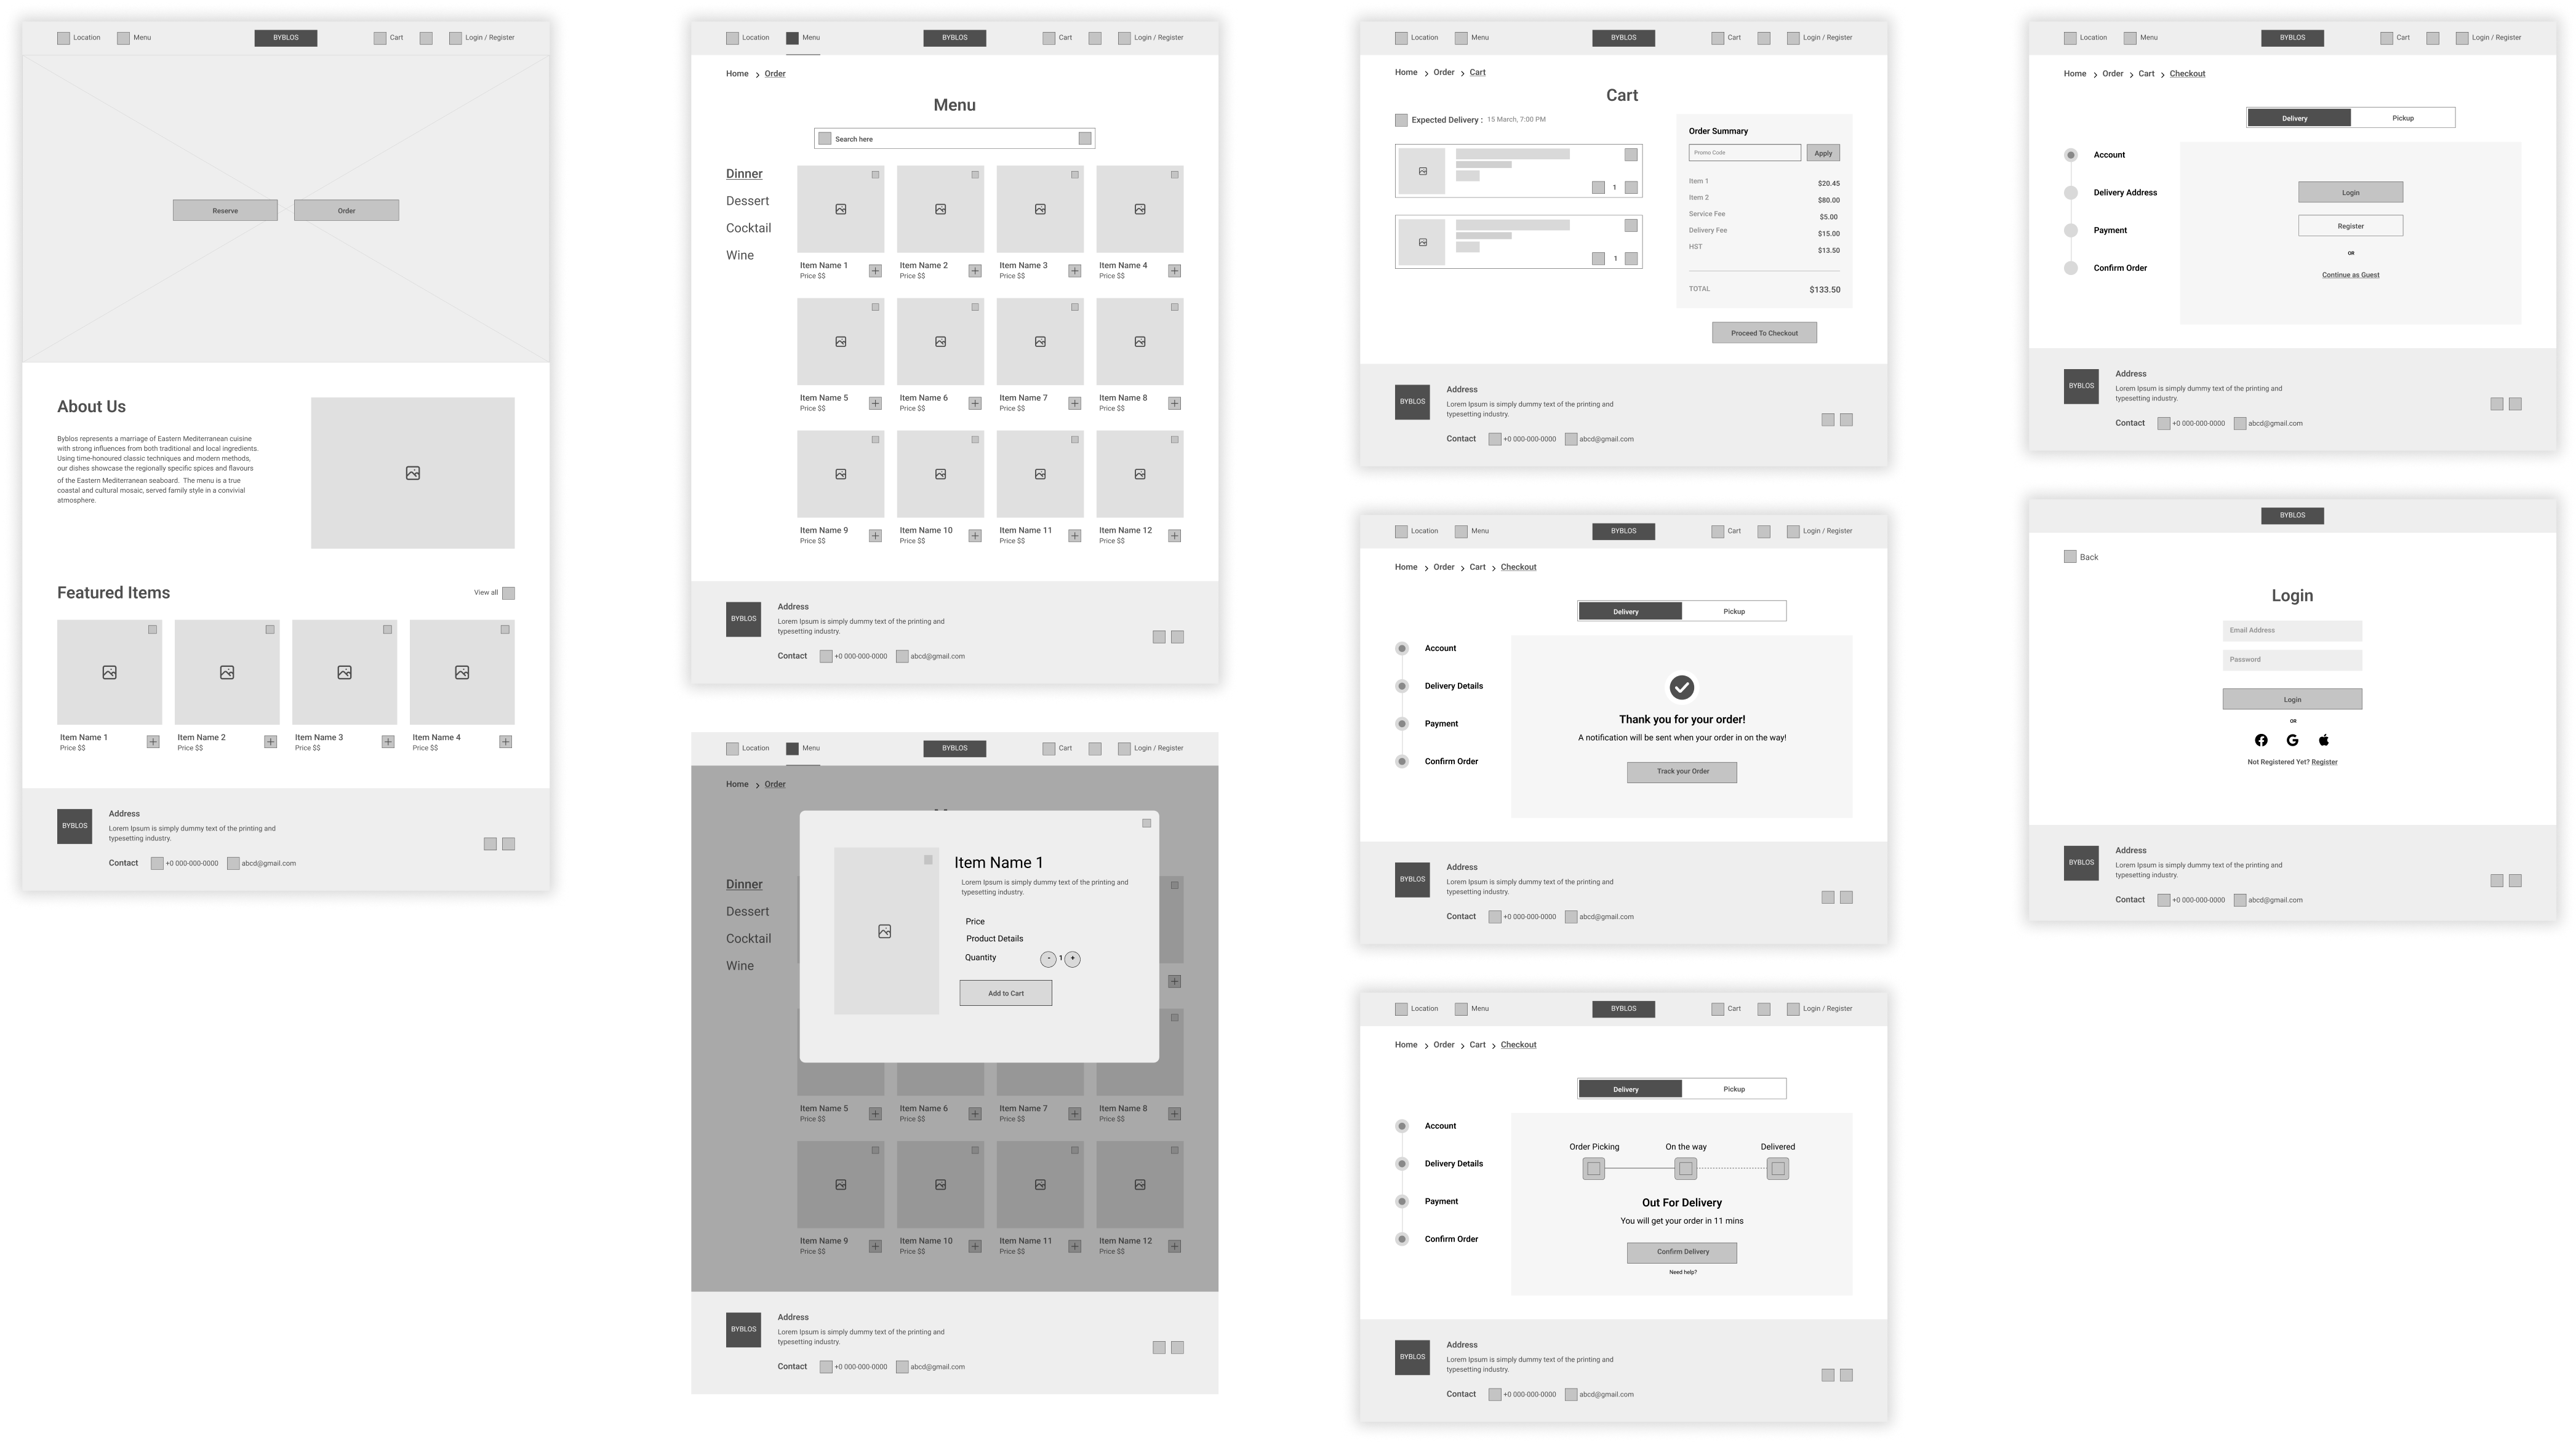 Location
Menu
BYBLOS
Cart
Login / Register
Reserve
Order
About Us
Byblos represents a marriage of Eastern Mediterranean cuisine
with strong influences from both traditional and local ingredients.
Using time-honoured classic techniques and modern methods,
our dishes showcase the regionally specific spices and flavours
of the Eastern Mediterranean seaboard. The menu is a true
coastal and cultural mosaic, served family style in a convivial
atmosphere.
Featured Items
View all
Item Name 1
Price $$
Item Name 2
Price $$
Item Name 3
Price $$
Item Name 4
Price $$
BYBLOS
Address
Lorem Ipsum is simply dummy text of the printing and
typesetting industry.
Contact
+0 000-000-0000
abcd@gmail.com
Location
Menu
BYBLOS
Cart
Login / Register
Home > Order
Menu
Search here
Dinner
Dessert
Cocktail
Wine
Item Name 1
Price $$
Item Name 2
Price $$
Item Name 3
Price $$
Item Name 4
Price $$
Item Name 5
Price $$
Item Name 6
Price $$
Item Name 7
Price $$
Item Name 8
Price $$
Item Name 9
Price $$
Item Name 10
Price $$
Item Name 11
Price $$
Item Name 12
Price $$
BYBLOS
Address
Lorem Ipsum is simply dummy text of the printing and
typesetting industry.
Contact
+0 000-000-0000
abcd@gmail.com
Location
Menu
BYBLOS
Cart
Login / Register
Home > Order
Dinner
Dessert
Cocktail
Wine
Item Name 1
Lorem Ipsum is simply dummy text of the printing and
typesetting industry.
Price
Product Details
Quantity
- 1 +
Add to Cart
Item Name 5
Price $$
Item Name 6
Price $$
Item Name 7
Price $$
Item Name 8
Price $$
Item Name 9
Price $$
Item Name 10
Price $$
Item Name 11
Price $$
Item Name 12
Price $$
BYBLOS
Address
Lorem Ipsum is simply dummy text of the printing and
typesetting industry.
Contact
+0 000-000-0000
abcd@gmail.com
Location
Menu
BYBLOS
Cart
Login / Register
Home > Order > Cart
Cart
Expected Delivery : 15 March, 7:00 PM
1
1
Order Summary
Promo Code
Apply
Item 1 $20.45
Item 2 $80.00
Service Fee $5.00
Delivery Fee $15.00
HST $13.50
TOTAL $133.50
Proceed To Checkout
BYBLOS
Address
Lorem Ipsum is simply dummy text of the printing and
typesetting industry.
Contact
+0 000-000-0000
abcd@gmail.com
Location
Menu
BYBLOS
Cart
Login / Register
Home > Order > Cart > Checkout
Delivery
Pickup
Account
Delivery Details
Payment
Confirm Order
Thank you for your order!
A notification will be sent when your order in on the way!
Track your Order
BYBLOS
Address
Lorem Ipsum is simply dummy text of the printing and
typesetting industry.
Contact
+0 000-000-0000
abcd@gmail.com
Location
Menu
BYBLOS
Cart
Login / Register
Home > Order > Cart > Checkout
Delivery
Pickup
Account
Delivery Details
Payment
Confirm Order
Order Picking
On the way
Delivered
Out For Delivery
You will get your order in 11 mins
Confirm Delivery
Need help?
BYBLOS
Address
Lorem Ipsum is simply dummy text of the printing and
typesetting industry.
Contact
+0 000-000-0000
abcd@gmail.com
Location
Menu
BYBLOS
Cart
Login / Register
Home > Order > Cart > Checkout
Delivery
Pickup
Account
Delivery Address
Payment
Confirm Order
Login
Register
OR
Continue as Guest
BYBLOS
Address
Lorem Ipsum is simply dummy text of the printing and
typesetting industry.
Contact
+0 000-000-0000
abcd@gmail.com
BYBLOS
Back
Login
Email Address
Password
Login
OR
Not Registered Yet? Register
BYBLOS
Address
Lorem Ipsum is simply dummy text of the printing and
typesetting industry.
Contact
+0 000-000-0000
abcd@gmail.com